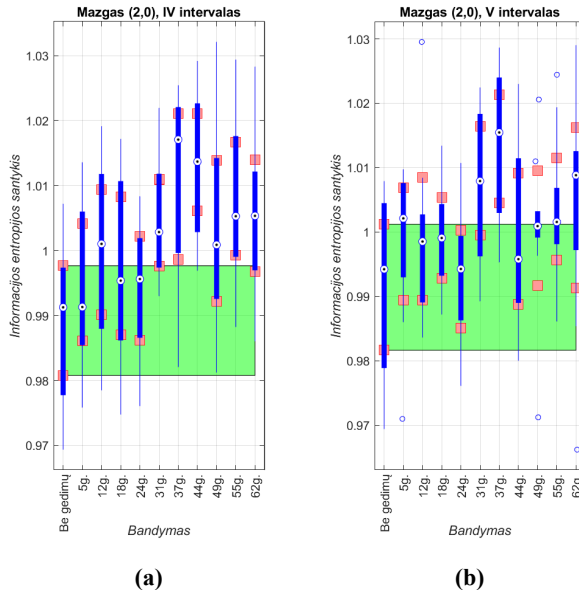 Mazgas (2,0), IV intervalas
Informacijos entropijos santykis
1.03
1.02
1.01
1
0.99
0.98
0.97
Be gedimų
5g.
12g.
18g.
24g.
31g.
37g.
44g.
49g.
55g.
62g.
Bandymas
(a)
Mazgas (2,0), V intervalas
Informacijos entropijos santykis
1.03
1.02
1.01
1
0.99
0.98
0.97
Be gedimų
5g.
12g.
18g.
24g.
31g.
37g.
44g.
49g.
55g.
62g.
Bandymas
(b)